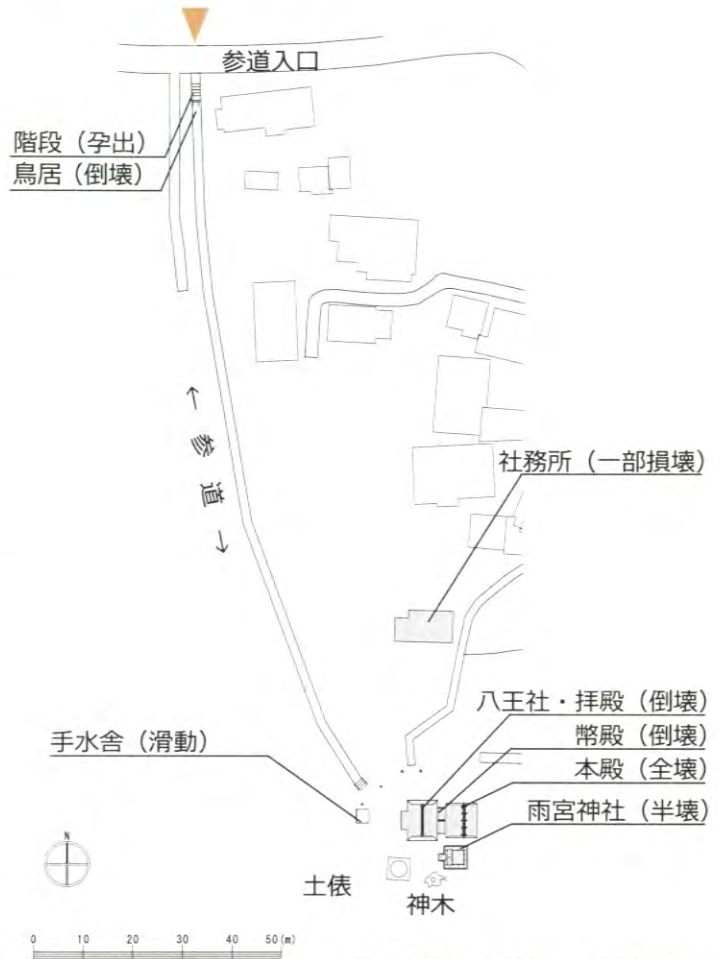 参道入口
階段（孕出）
鳥居（倒壊）
← 参道 →
社務所（一部損壊）
八王社・拝殿（倒壊）
幣殿（倒壊）
本殿（全壊）
雨宮神社（半壊）
手水舎（滑動）
土俵
神木
N
0 10 20 30 40 50(m)